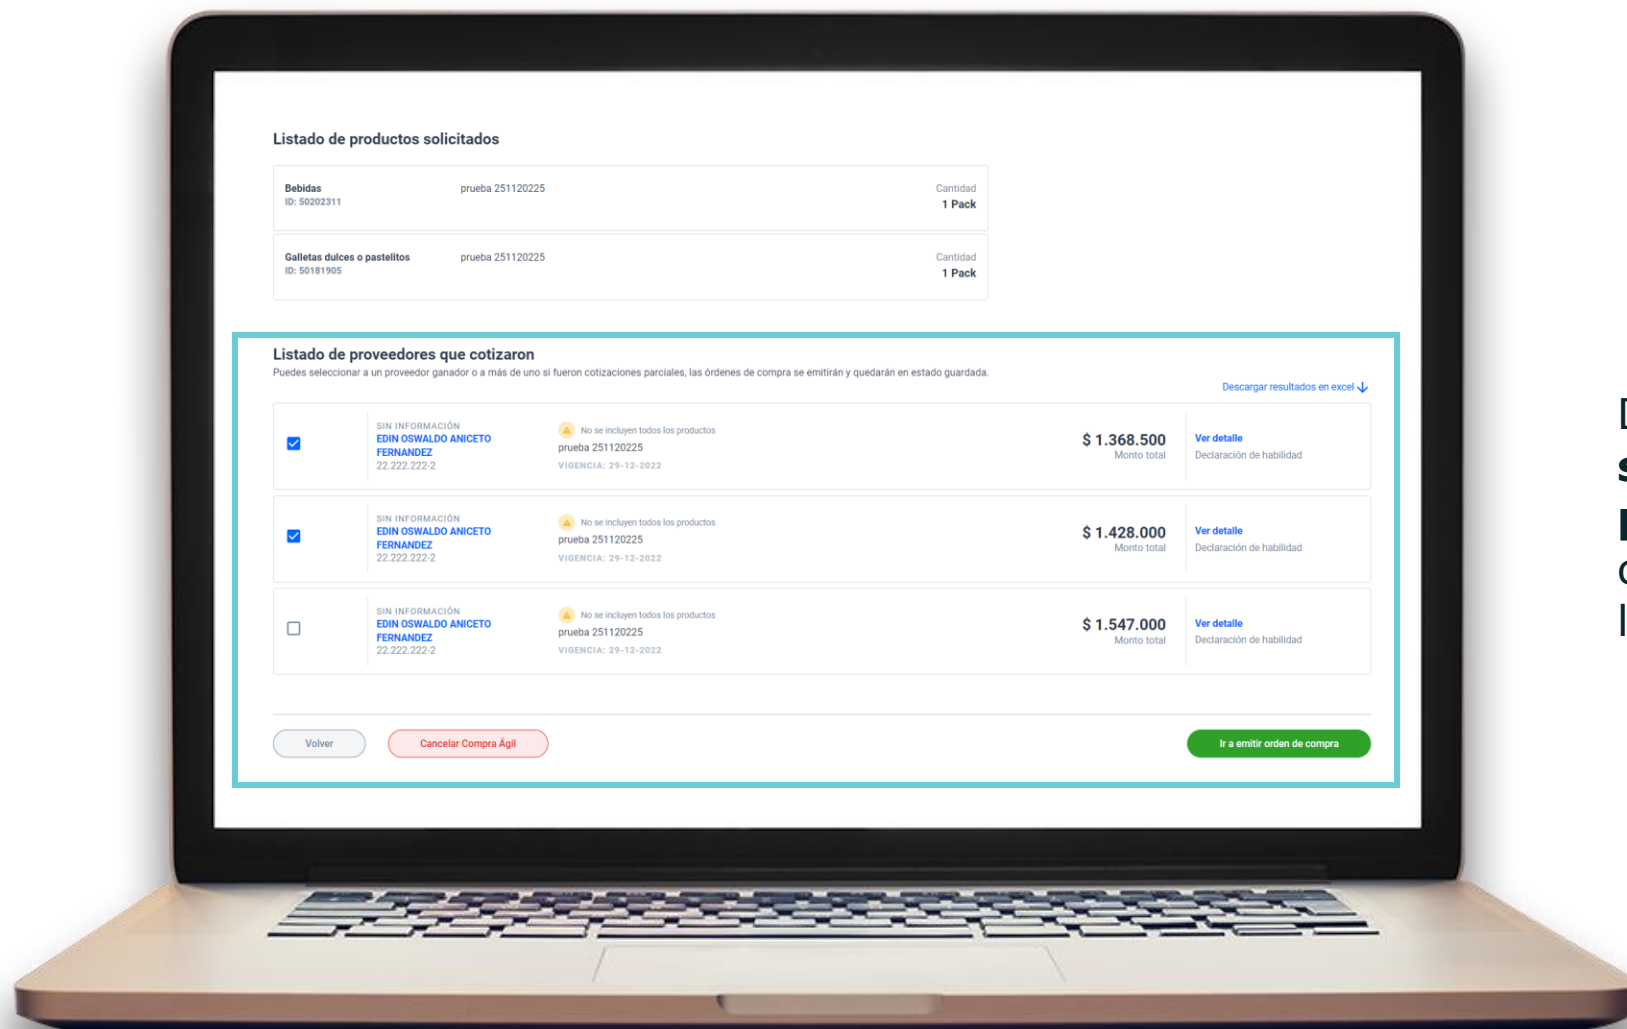 Listado de productos solicitados
Bebidas
ID: 50202311
prueba 251120225
Cantidad
1 Pack
Galletas dulces o pastelitos
ID: 50181905
prueba 251120225
Cantidad
1 Pack
Listado de proveedores que cotizaron
Puedes seleccionar a un proveedor ganador o a más de uno si fueron cotizaciones parciales, las órdenes de compra se emitirán y quedarán en estado guardada.
Descargar resultados en excel
SIN INFORMACIÓN
EDIN OSWALDO ANICETO
FERNANDEZ
22.222.222-2
No se incluyen todos los productos
prueba 251120225
VIGENCIA: 29-12-2022
$ 1.368.500
Monto total
Ver detalle
Declaración de habilidad
SIN INFORMACIÓN
EDIN OSWALDO ANICETO
FERNANDEZ
22.222.222-2
No se incluyen todos los productos
prueba 251120225
VIGENCIA: 29-12-2022
$ 1.428.000
Monto total
Ver detalle
Declaración de habilidad
SIN INFORMACIÓN
EDIN OSWALDO ANICETO
FERNANDEZ
22.222.222-2
No se incluyen todos los productos
prueba 251120225
VIGENCIA: 29-12-2022
$ 1.547.000
Monto total
Ver detalle
Declaración de habilidad
Volver
Cancelar Compra Ágil
Ir a emitir orden de compra